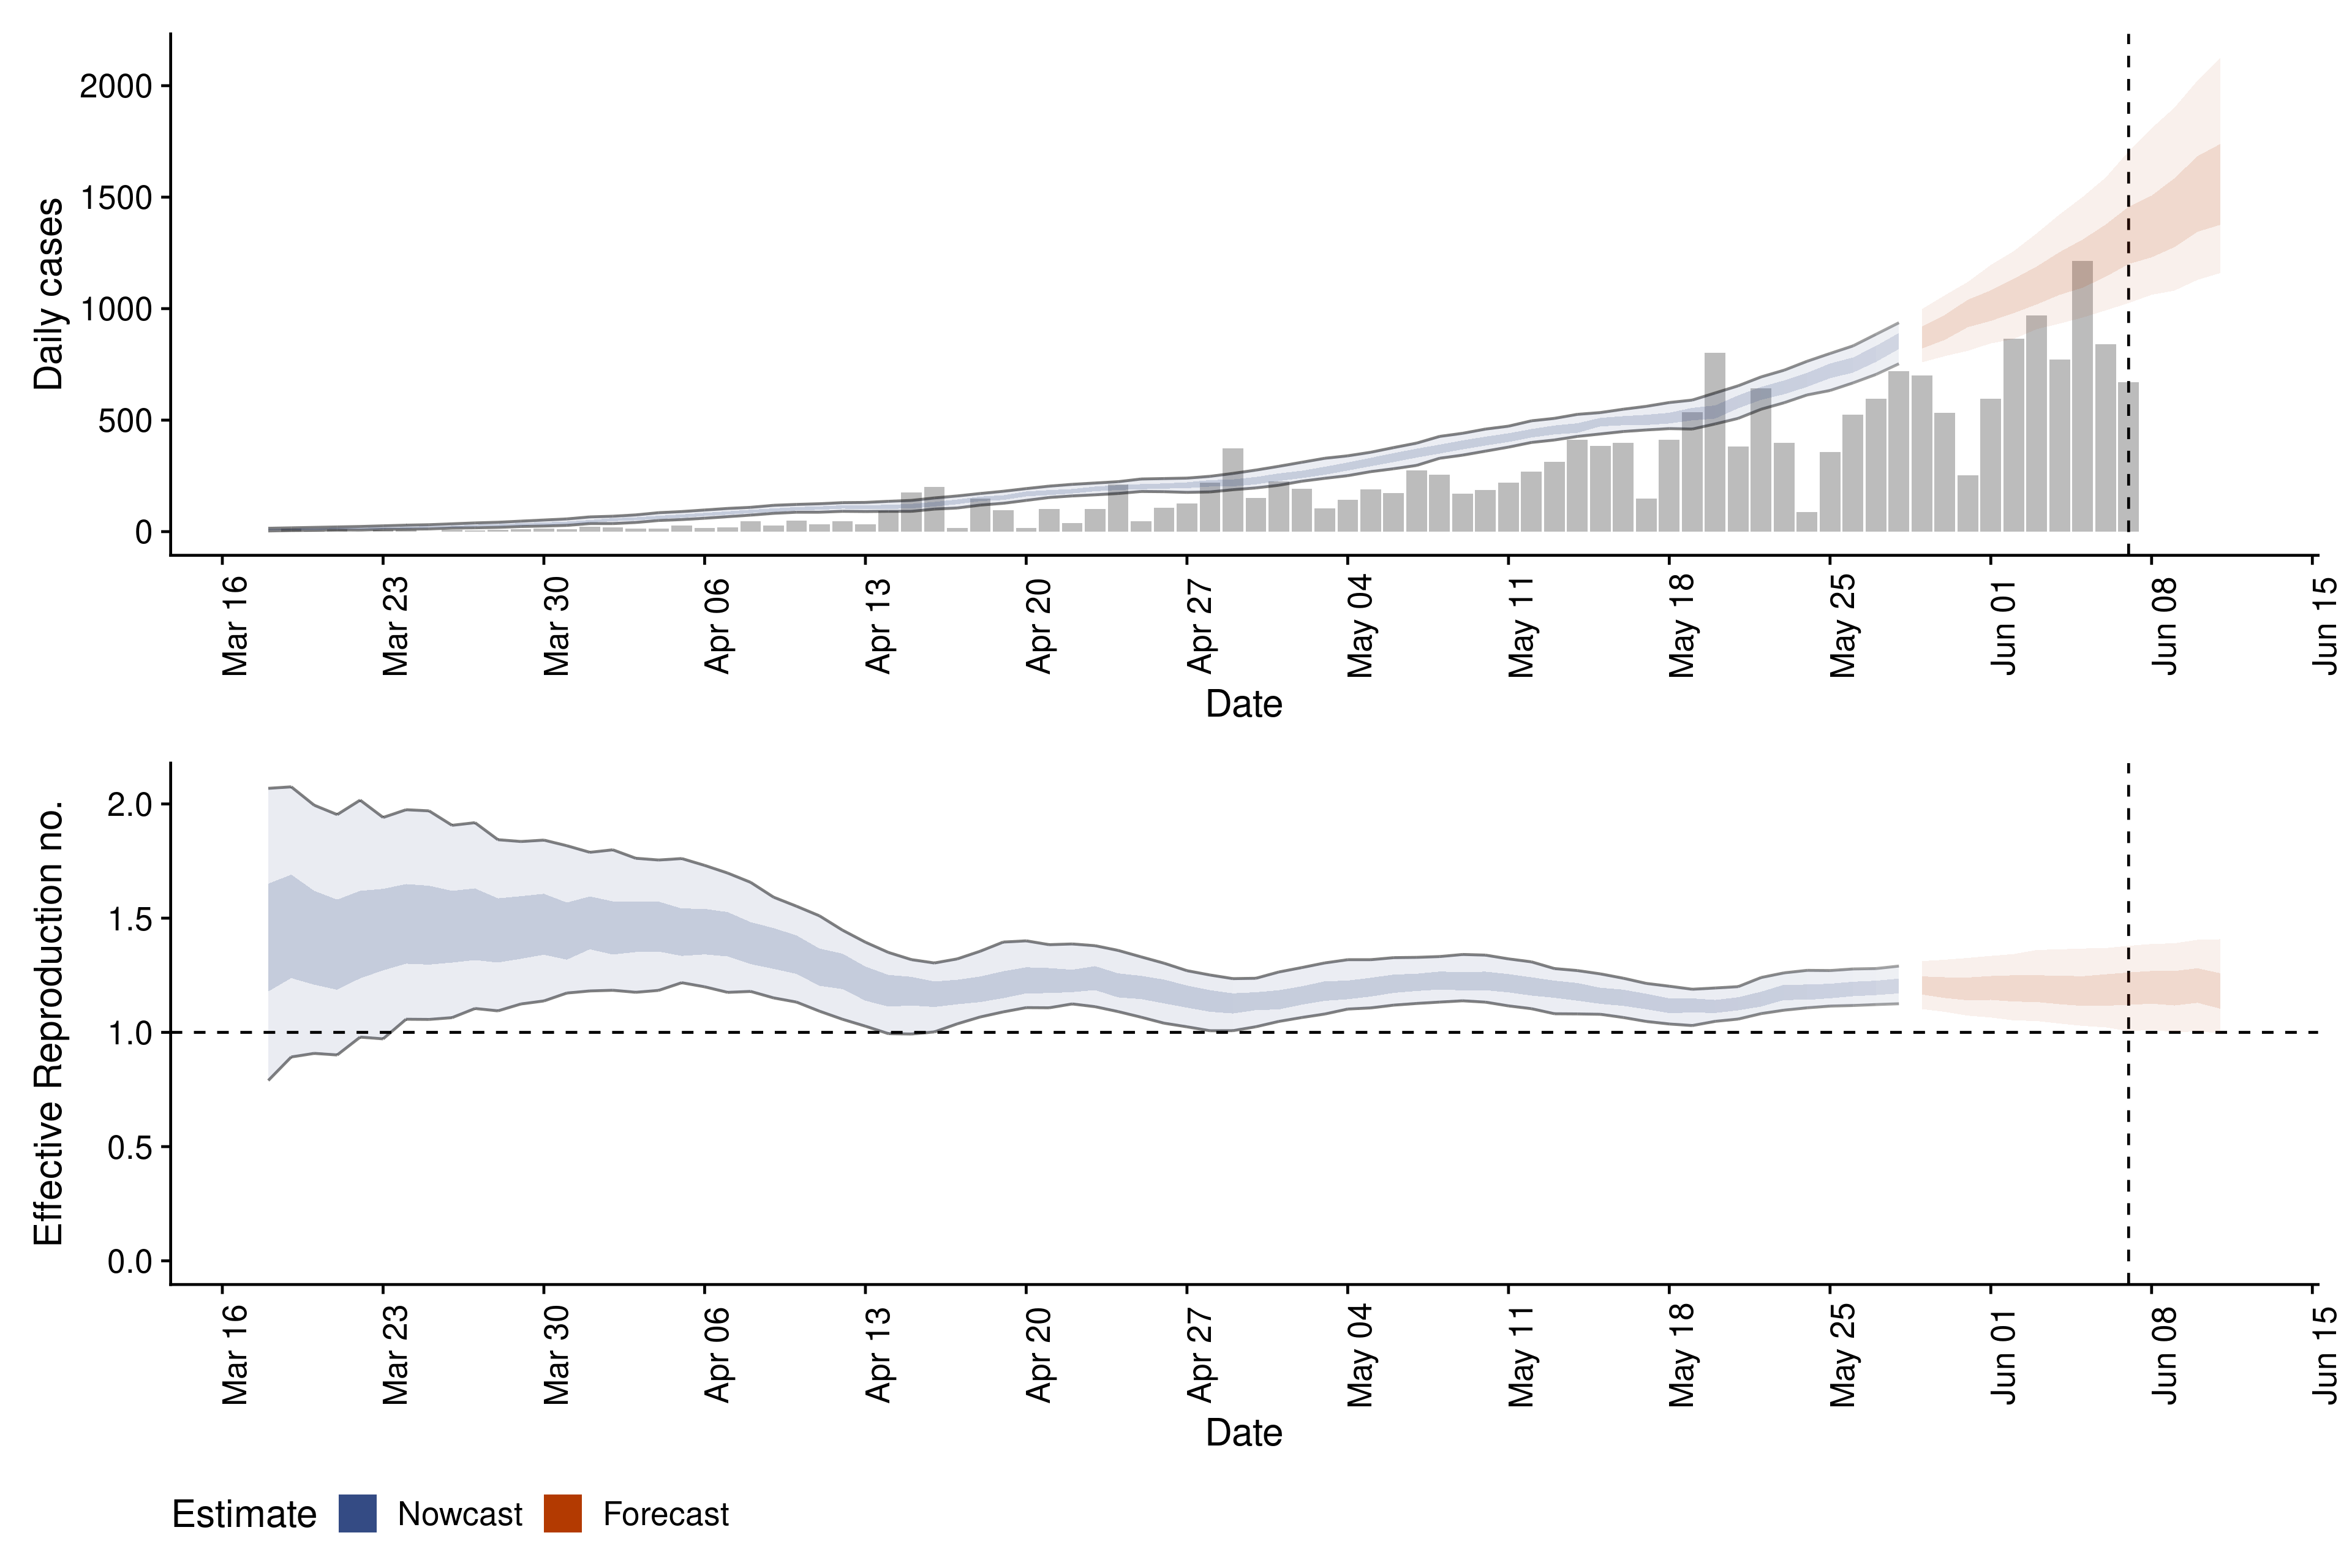 Daily cases
2000
1500
1000
500
0
Mar 16
Mar 23
Mar 30
Apr 06
Apr 13
Apr 20
Apr 27
May 04
May 11
May 18
May 25
Jun 01
Jun 08
Jun 15
Date
Effective Reproduction no.
2.0
1.5
1.0
0.5
0.0
Mar 16
Mar 23
Mar 30
Apr 06
Apr 13
Apr 20
Apr 27
May 04
May 11
May 18
May 25
Jun 01
Jun 08
Jun 15
Date
Estimate Nowcast Forecast